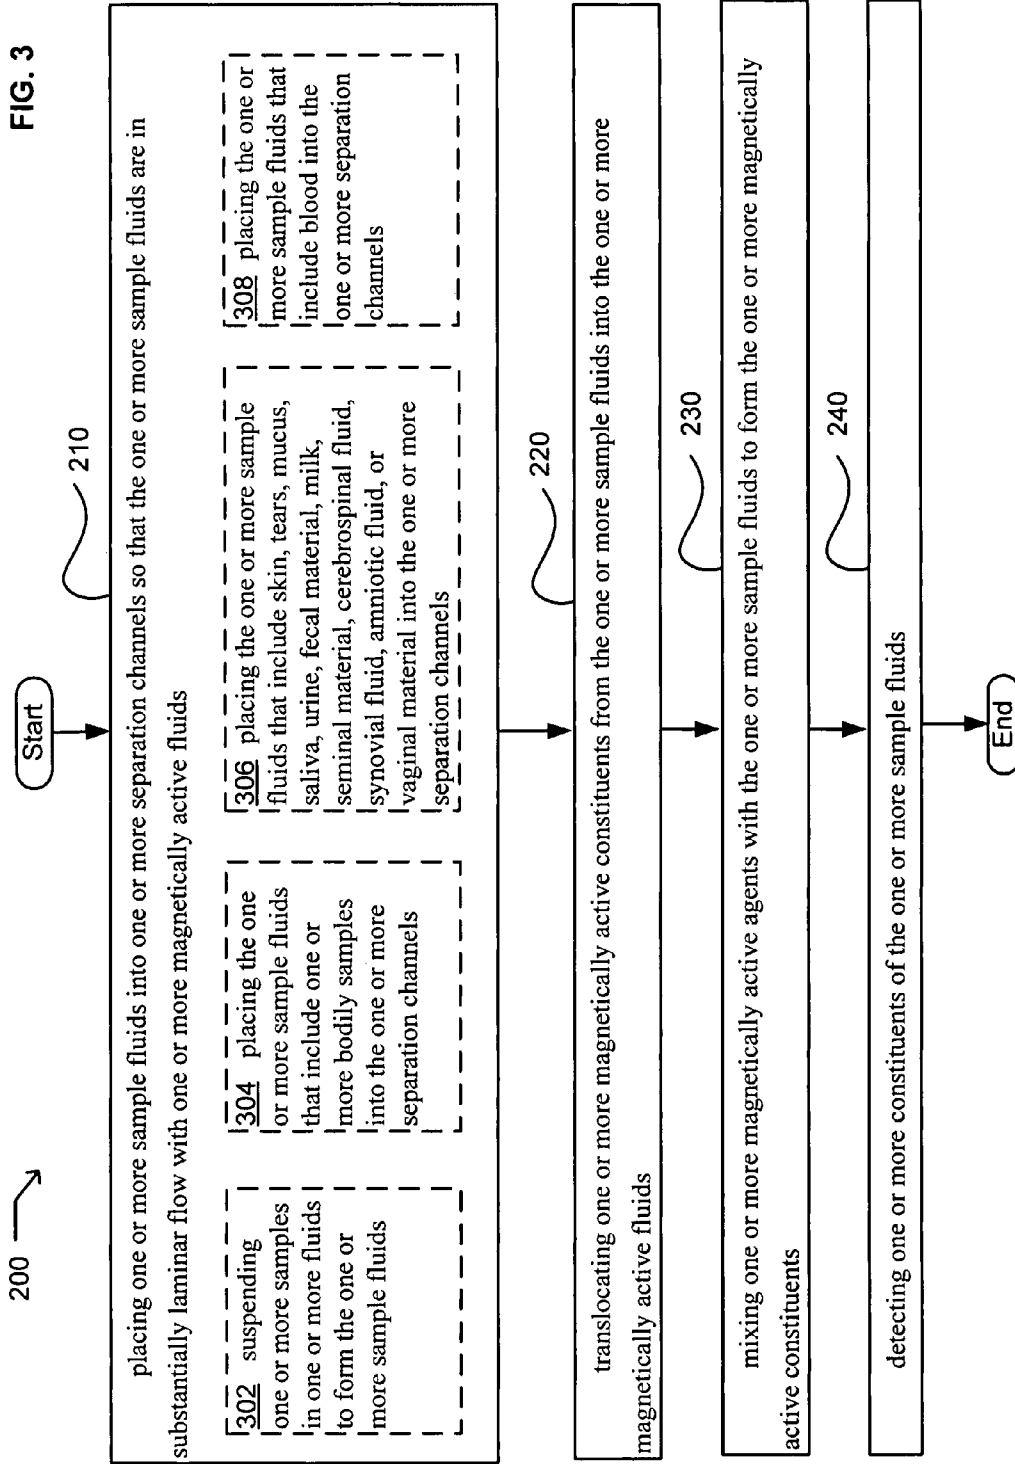 FIG. 3
200
Start
210
placing one or more sample fluids into one or more separation channels so that the one or more sample fluids are in
substantially laminar flow with one or more magnetically active fluids
302 suspending
one or more samples
in one or more fluids
to form the one or
more sample fluids
304 placing the one
or more sample fluids
that include one or
more bodily samples
into the one or more
separation channels
306 placing the one or more sample
fluids that include skin, tears, mucus,
saliva, urine, fecal material, milk,
seminal material, cerebrospinal fluid,
synovial fluid, amniotic fluid, or
vaginal material into the one or more
separation channels
308 placing the one or
more sample fluids that
include blood into the
one or more separation
channels
220
translocating one or more magnetically active constituents from the one or more sample fluids into the one or more
magnetically active fluids
230
mixing one or more magnetically active agents with the one or more sample fluids to form the one or more magnetically
active constituents
240
detecting one or more constituents of the one or more sample fluids
End